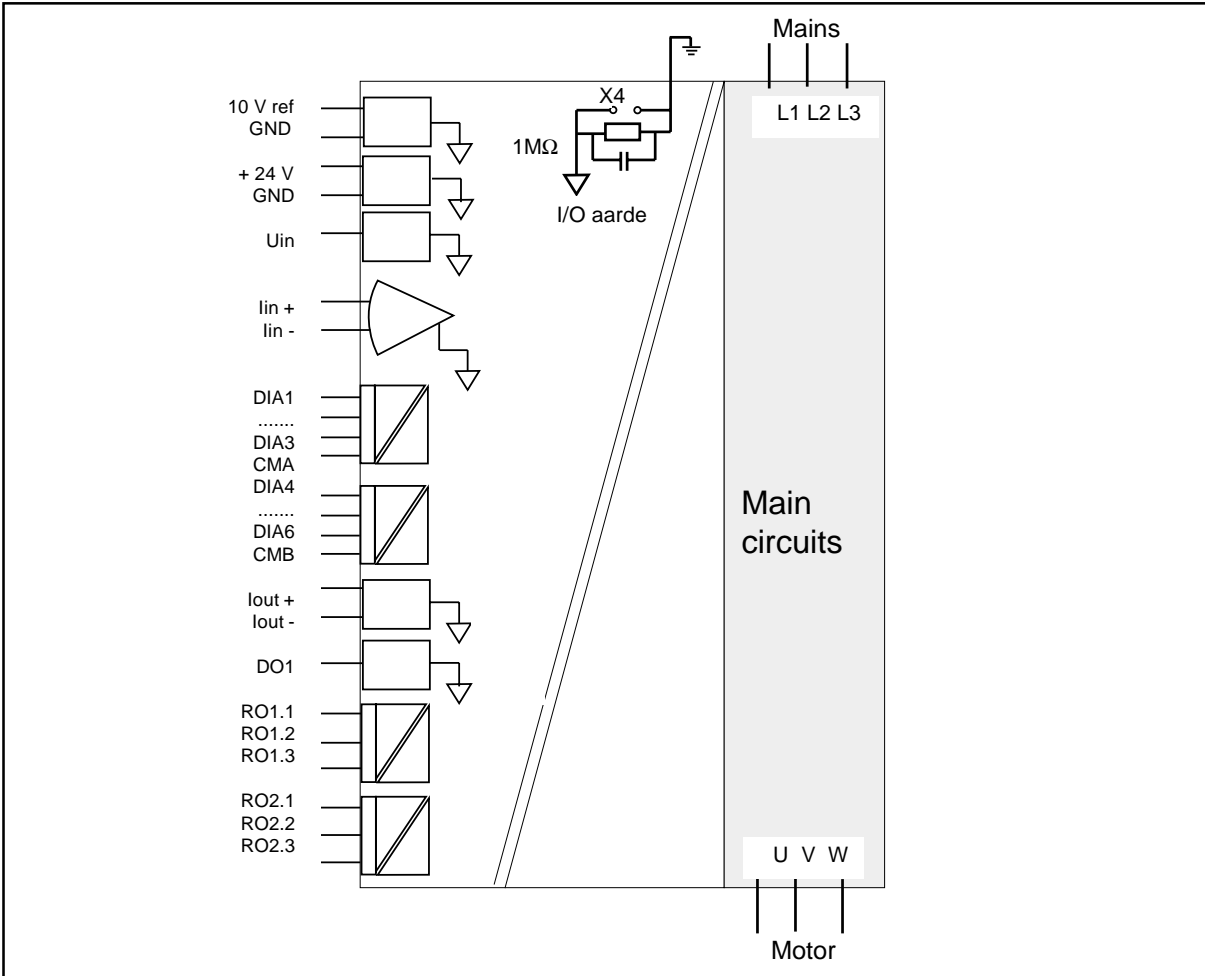 Mains
L1 L2 L3
X4
1MΩ
I/O aarde
10 V ref
GND
+ 24 V
GND
Uin
Iin +
Iin -
DIA1
.......
DIA3
CMA
DIA4
.......
DIA6
CMB
Iout +
Iout -
DO1
RO1.1
RO1.2
RO1.3
RO2.1
RO2.2
RO2.3
Main
circuits
U V W
Motor